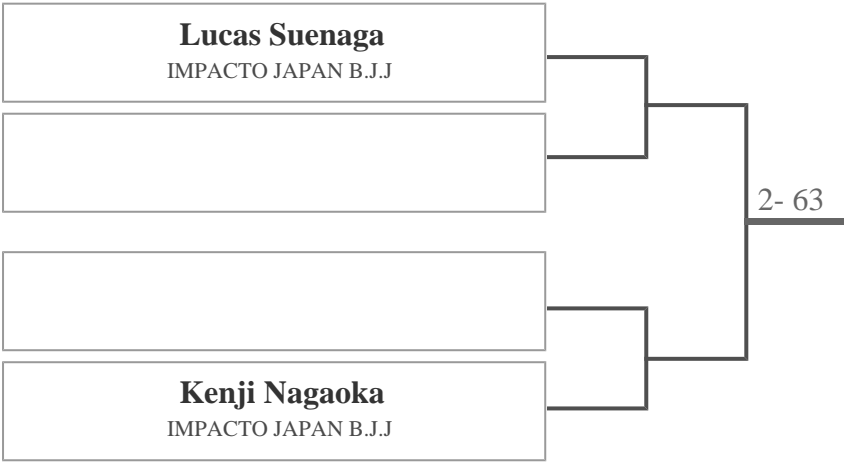 Lucas Suenaga
IMPACTO JAPAN B.J.J
2- 63
Kenji Nagaoka
IMPACTO JAPAN B.J.J